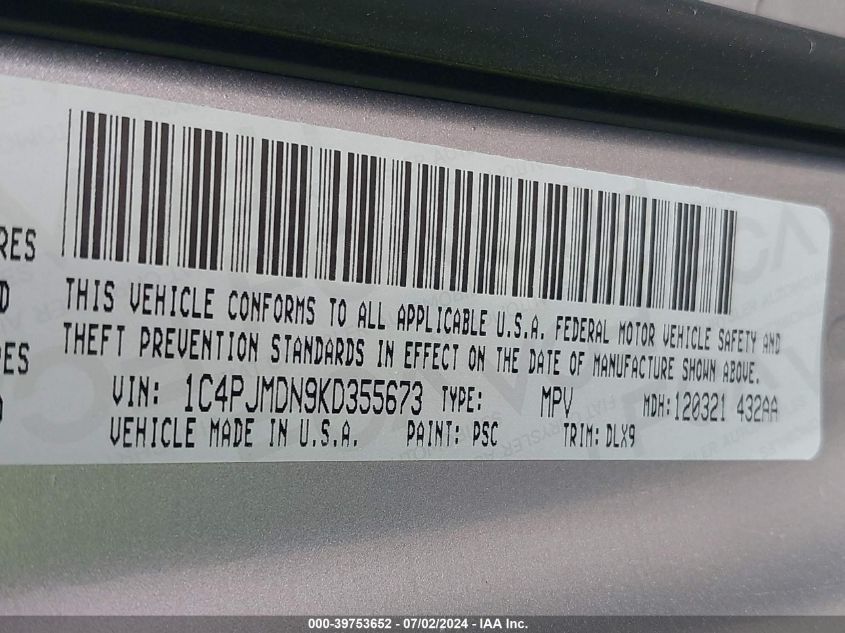 RES
D
THIS VEHICLE CONFORMS TO ALL APPLICABLE U.S.A. FEDERAL MOTOR VEHICLE SAFETY AND
THEFT PREVENTION STANDARDS IN EFFECT ON THE DATE OF MANUFACTURE SHOWN ABOVE.
RES
VIN: 1C4PJMDN9KD355673 TYPE: MPV MDH:120321 432AA
VEHICLE MADE IN U.S.A. PAINT: PSC TRIM: DLX9
000-39753652 / 07/02/2024 - IAA Inc.